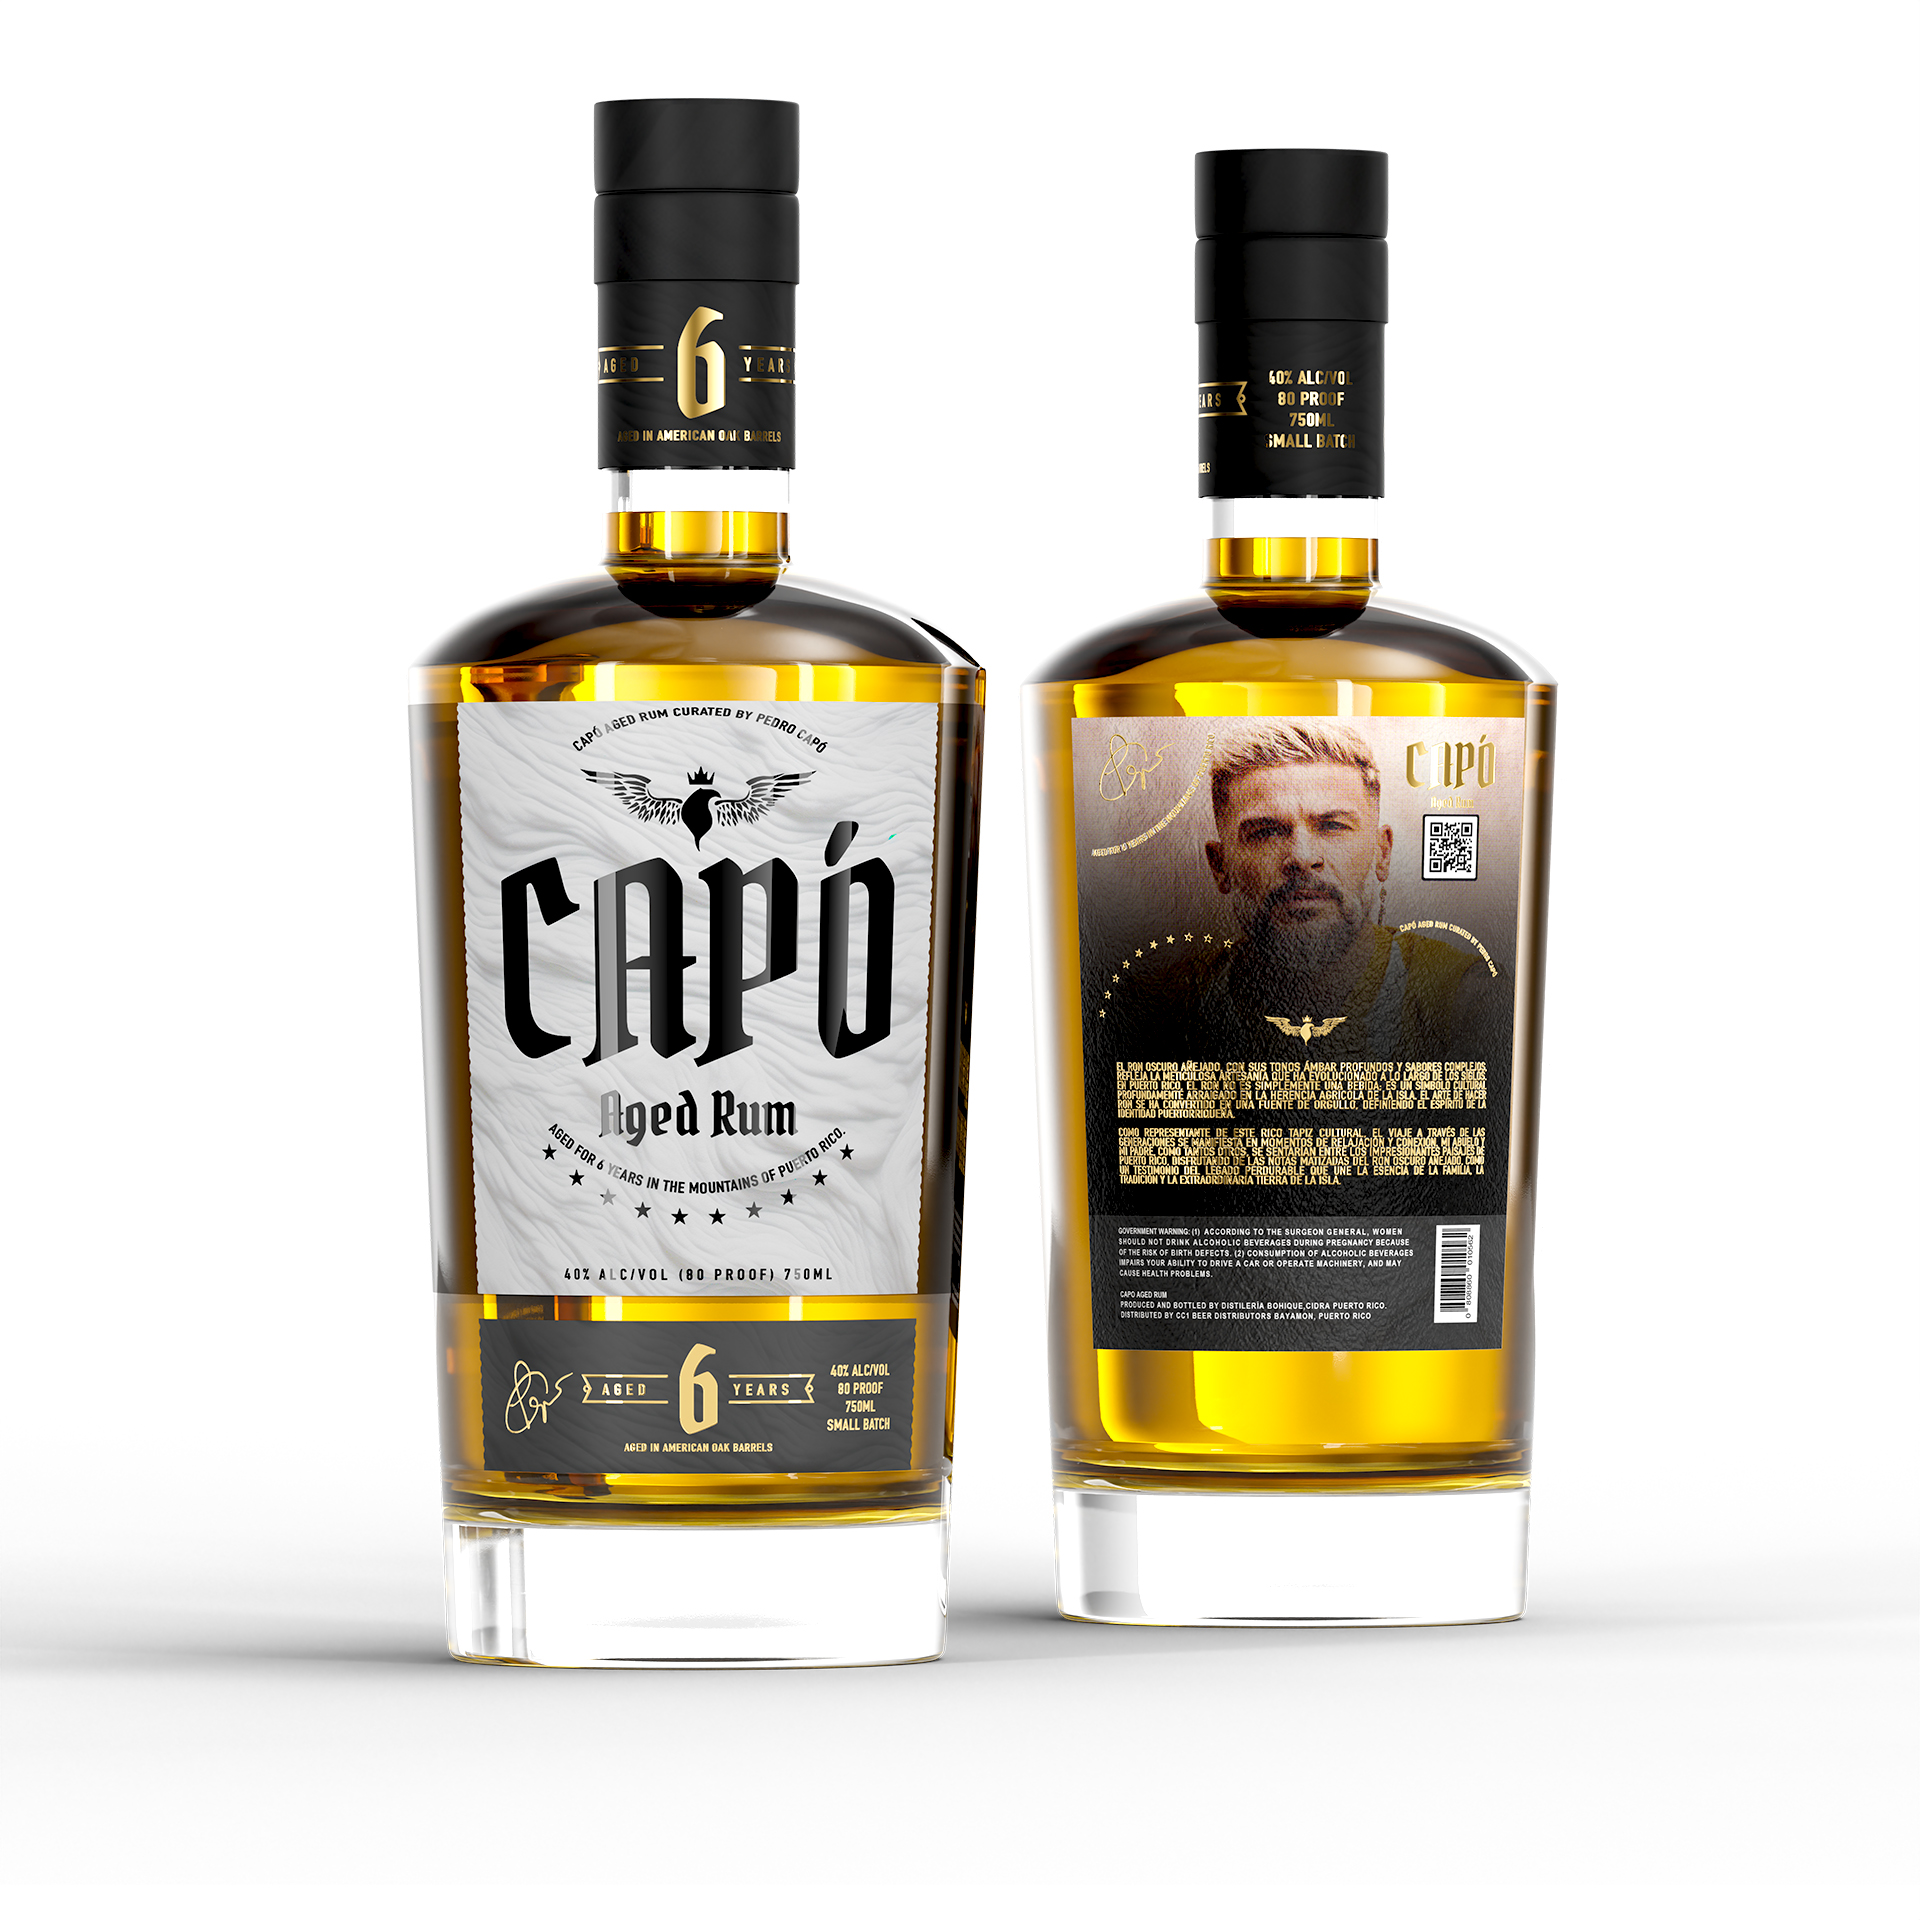 AGED 6 YEARS
AGED IN AMERICAN OAK BARRELS
CAPÓ AGED RUM CURATED BY PEDRO CAPÓ
CAPÓ
Aged Rum
AGED FOR 6 YEARS IN THE MOUNTAINS OF PUERTO RICO.
40% ALC/VOL (80 PROOF) 750ML
AGED 6 YEARS
AGED IN AMERICAN OAK BARRELS
40% ALC/VOL
80 PROOF
750ML
SMALL BATCH
EARS
40% ALC/VOL
80 PROOF
750ML
SMALL BATCH
CAPÓ
Aged Rum
CAPÓ AGED RUM CURATED BY PEDRO CAPÓ
EL RON OSCURO AÑEJADO, CON SUS TONOS ÁMBAR PROFUNDOS Y SABORES COMPLEJOS,
REFLEJA LA METICULOSA ARTESANÍA QUE HA EVOLUCIONADO A LO LARGO DE LOS SIGLOS.
EN PUERTO RICO, EL RON NO ES SIMPLEMENTE UNA BEBIDA; ES UN SÍMBOLO CULTURAL
PROFUNDAMENTE ARRAIGADO EN LA HERENCIA AGRÍCOLA DE LA ISLA. EL ARTE DE HACER
RON SE HA CONVERTIDO EN UNA FUENTE DE ORGULLO, DEFINIENDO EL ESPÍRITU DE LA
IDENTIDAD PUERTORRIQUEÑA.
COMO REPRESENTANTE DE ESTE RICO TAPIZ CULTURAL, EL VIAJE A TRAVÉS DE LAS
GENERACIONES SE MANIFIESTA EN MOMENTOS DE RELAJACIÓN Y CONEXIÓN. MI ABUELO Y
MI PADRE, COMO TANTOS OTROS, SE SENTARÍAN ENTRE LOS IMPRESIONANTES PAISAJES DE
PUERTO RICO, DISFRUTANDO DE LAS NOTAS MATIZADAS DEL RON OSCURO AÑEJADO, COMO
UN TESTIMONIO DEL LEGADO PERDURABLE QUE UNE LA ESENCIA DE LA FAMILIA, LA
TRADICIÓN Y LA EXTRAORDINARIA TIERRA DE LA ISLA.
GOVERNMENT WARNING: (1) ACCORDING TO THE SURGEON GENERAL, WOMEN
SHOULD NOT DRINK ALCOHOLIC BEVERAGES DURING PREGNANCY BECAUSE
OF THE RISK OF BIRTH DEFECTS. (2) CONSUMPTION OF ALCOHOLIC BEVERAGES
IMPAIRS YOUR ABILITY TO DRIVE A CAR OR OPERATE MACHINERY, AND MAY
CAUSE HEALTH PROBLEMS.
CAPO AGED RUM
PRODUCED AND BOTTLED BY DISTILERÍA BOHIQUE,CIDRA PUERTO RICO.
DISTRIBUTED BY CC1 BEER DISTRIBUTORS BAYAMON, PUERTO RICO